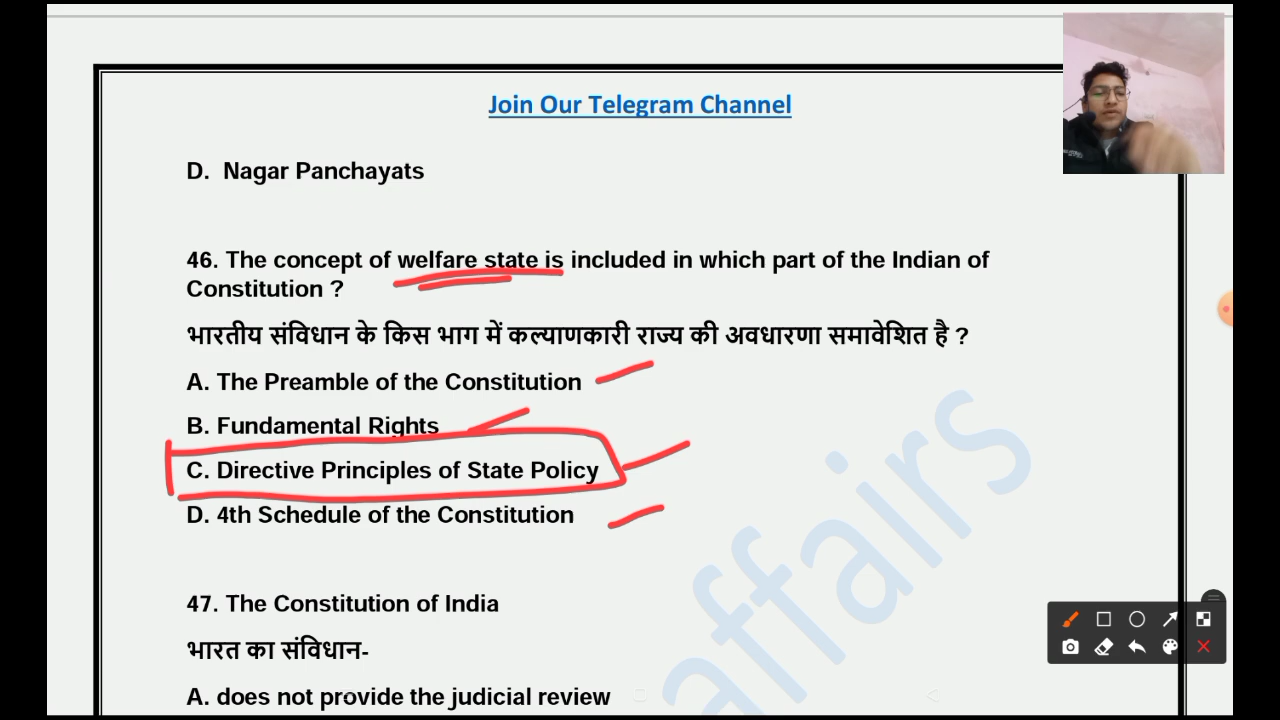 Join Our Telegram Channel
D. Nagar Panchayats
46. The concept of welfare state is included in which part of the Indian of
Constitution ?
भारतीय संविधान के किस भाग में कल्याणकारी राज्य की अवधारणा समावेशित है ?
A. The Preamble of the Constitution
B. Fundamental Rights
C. Directive Principles of State Policy
D. 4th Schedule of the Constitution
47. The Constitution of India
भारत का संविधान-
A. does not provide the judicial review
affairs